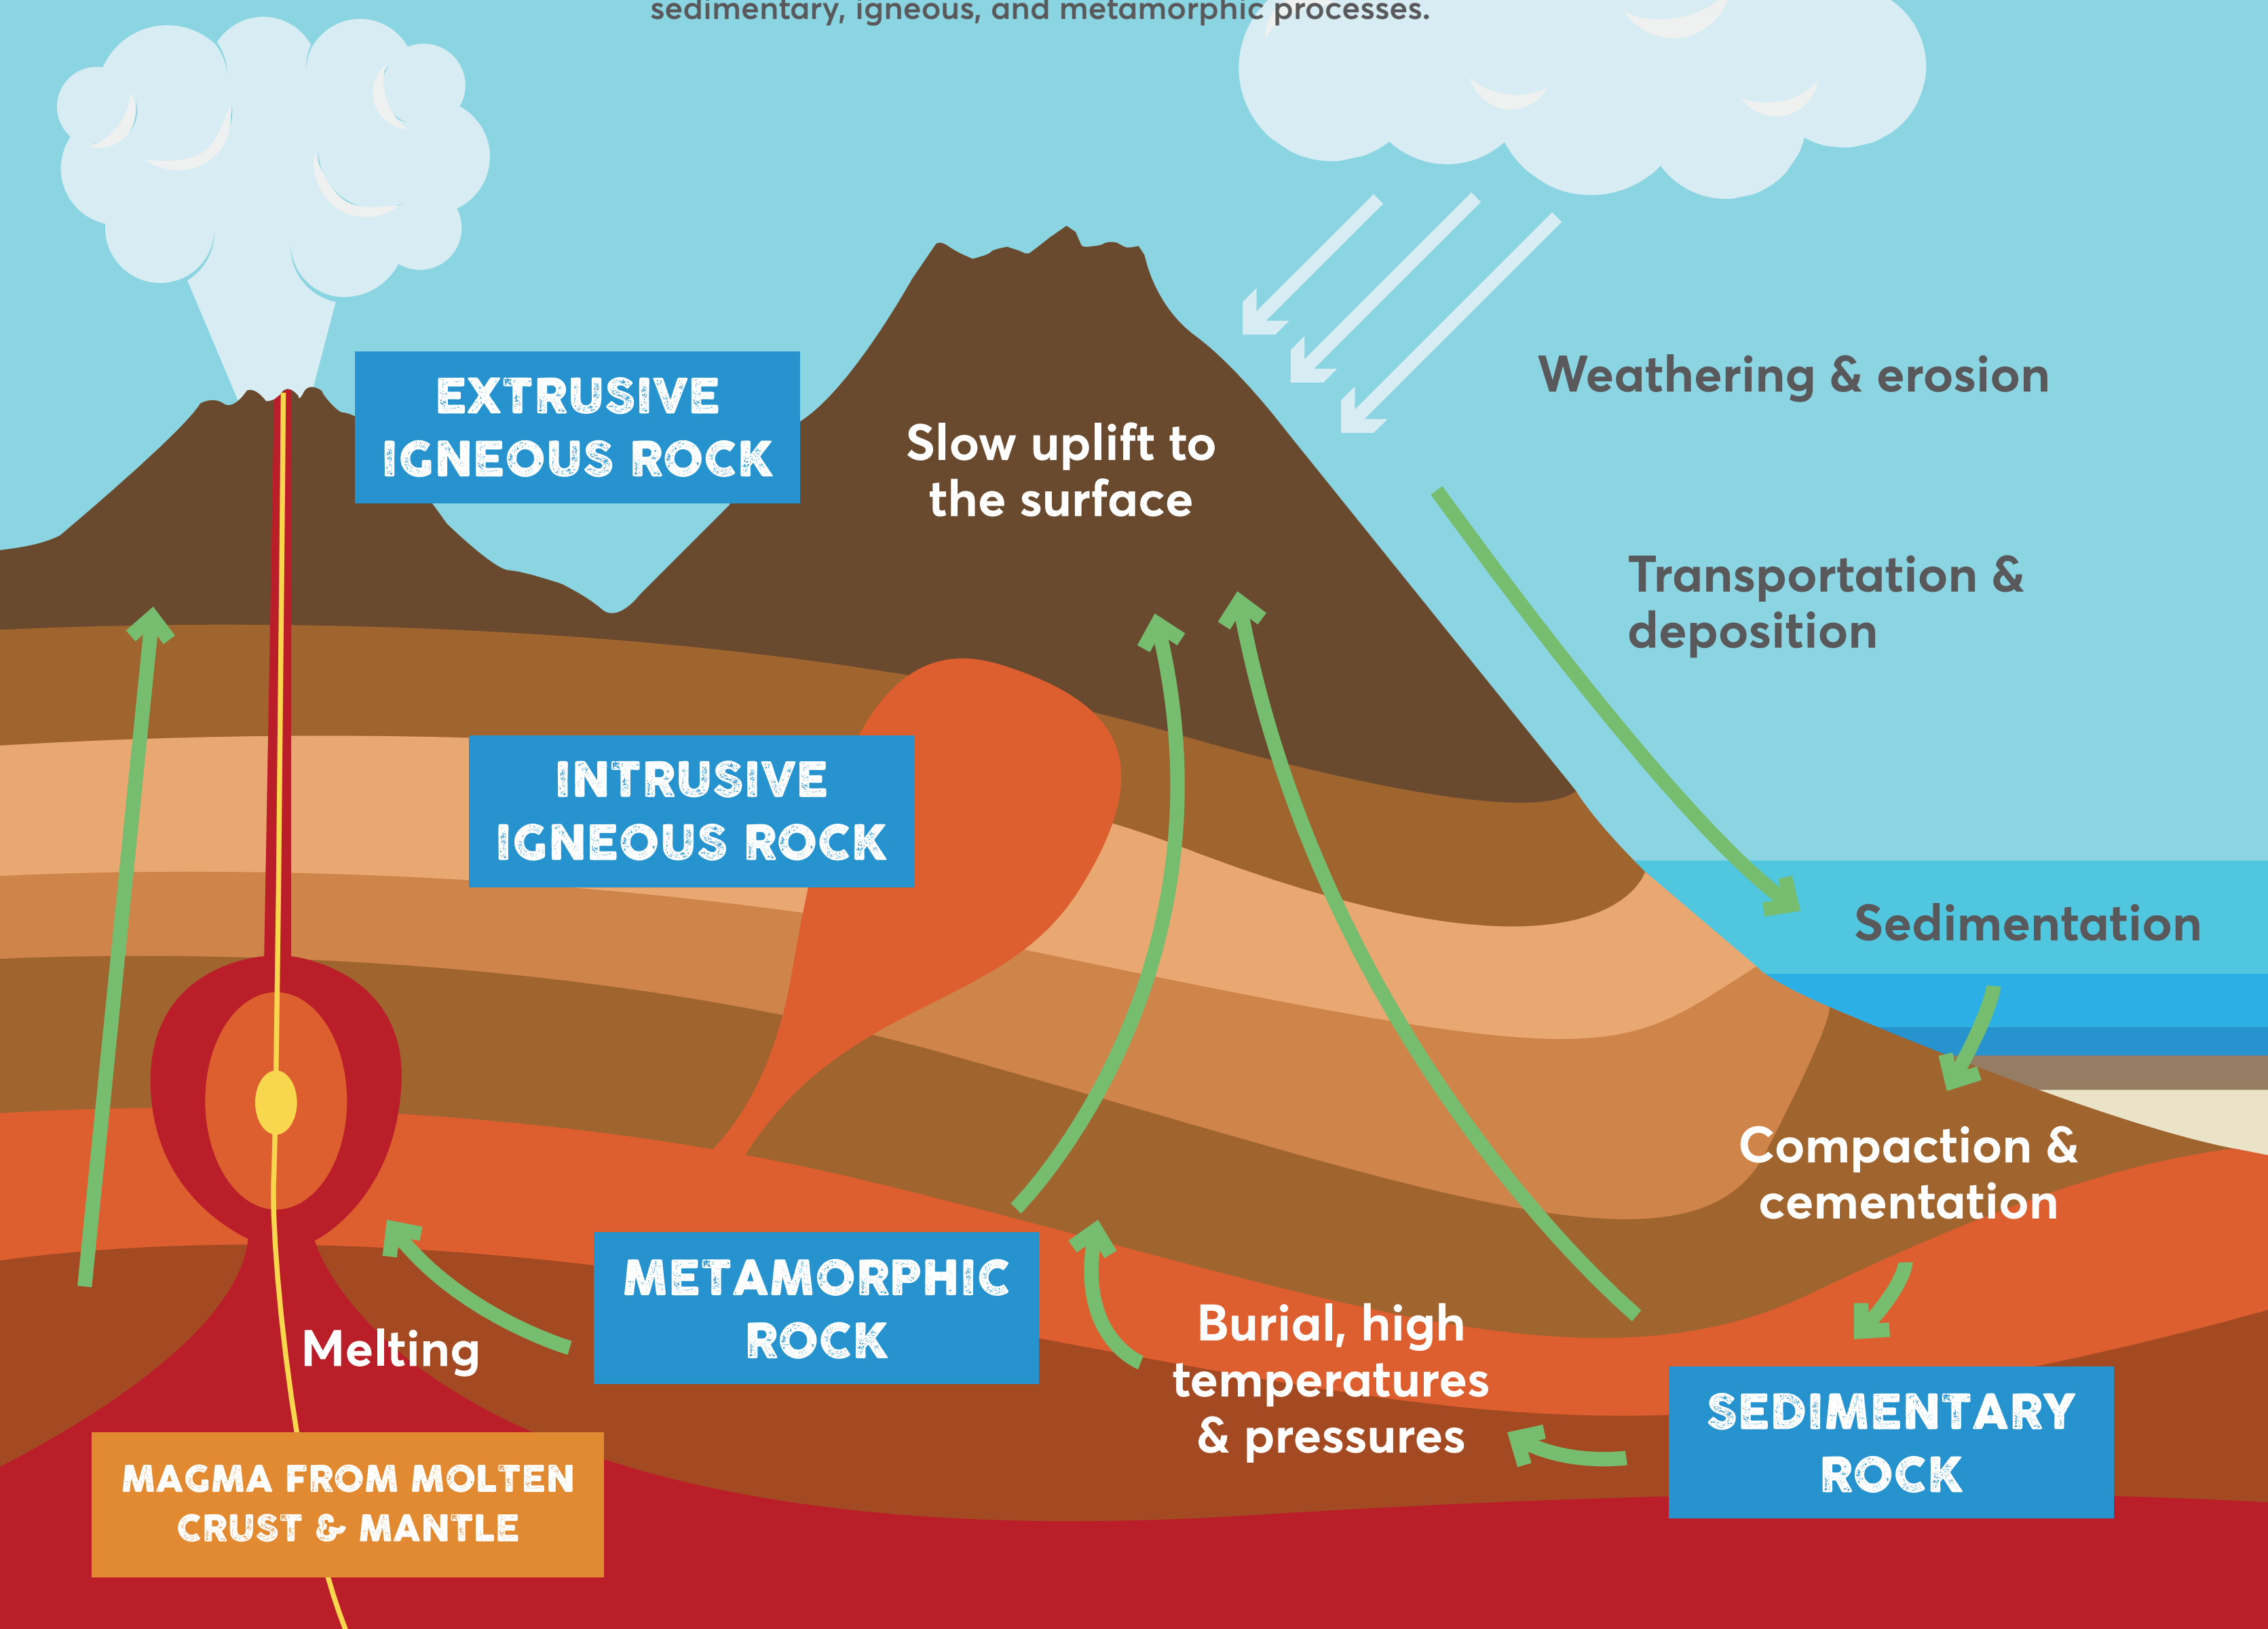 sedimentary, igneous, and metamorphic processes.
EXTRUSIVE
IGNEOUS ROCK
Slow uplift to
the surface
Weathering & erosion
Transportation &
deposition
INTRUSIVE
IGNEOUS ROCK
Sedimentation
Compaction &
cementation
METAMORPHIC
ROCK
Melting
Burial, high
temperatures
& pressures
SEDIMENTARY
ROCK
MAGMA FROM MOLTEN
CRUST & MANTLE